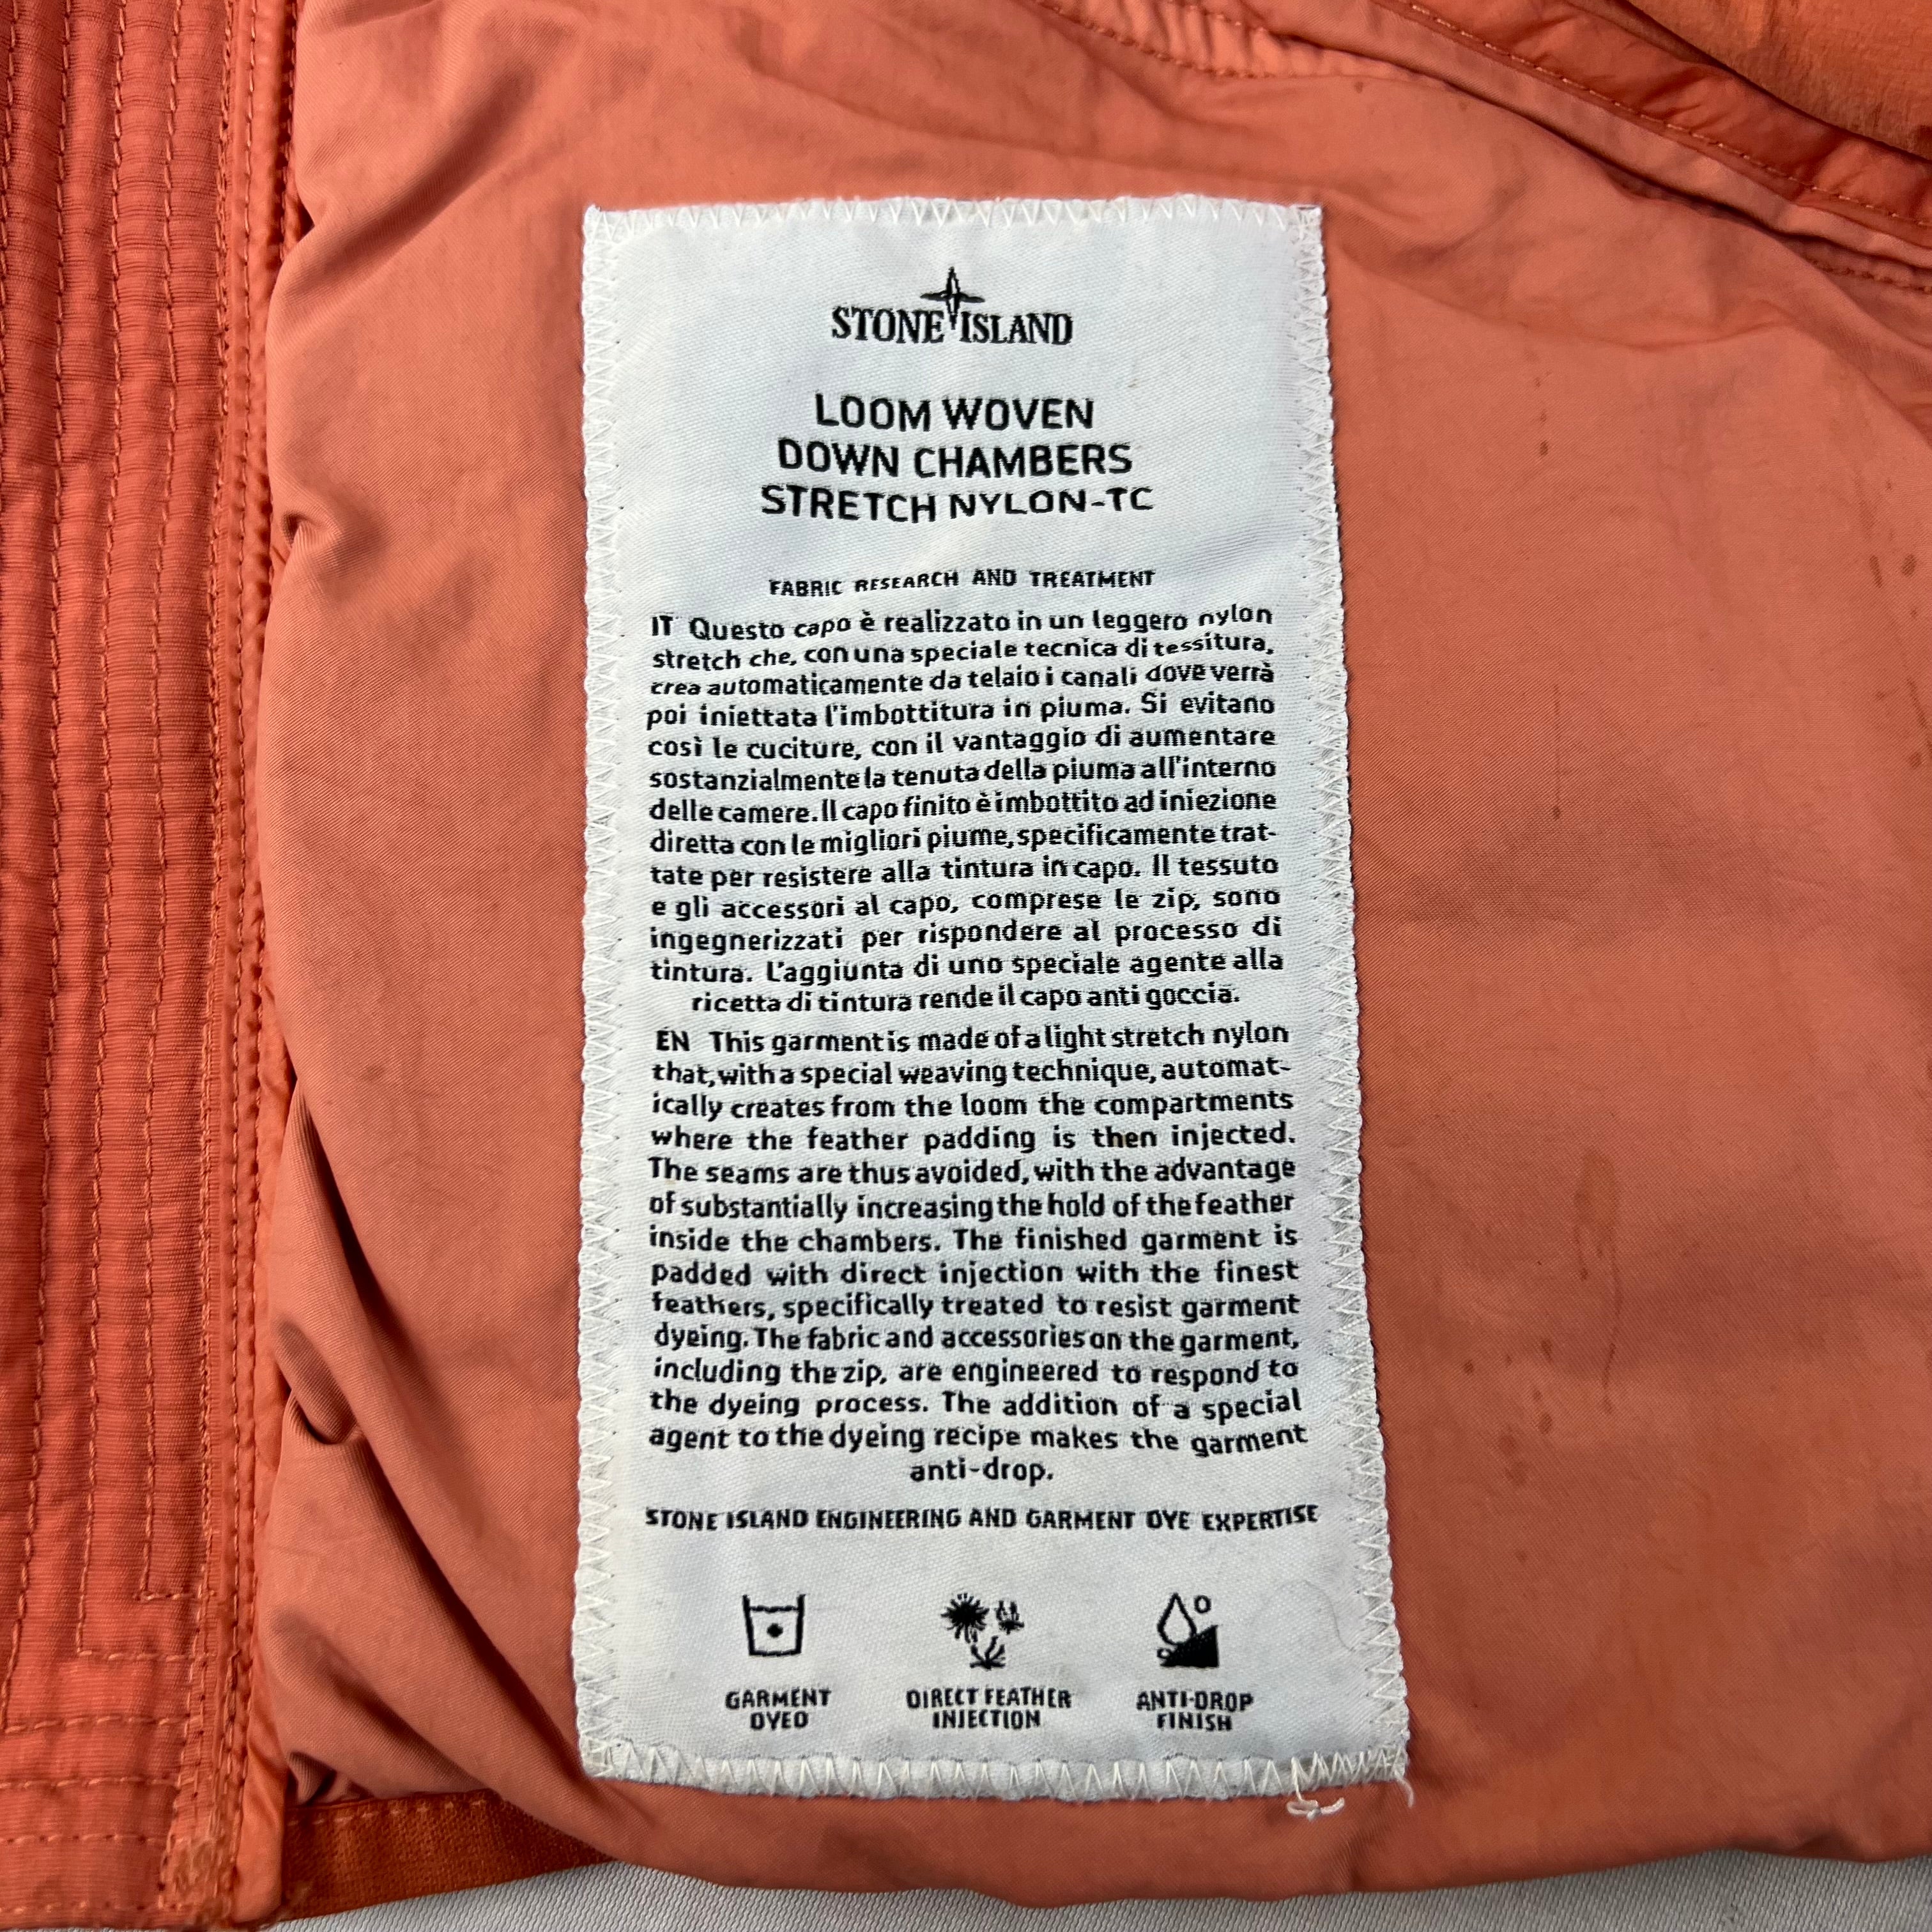 STONE ISLAND
LOOM WOVEN
DOWN CHAMBERS
STRETCH NYLON-TC
FABRIC RESEARCH AND TREATMENT
IT Questo capo è realizzato in un leggero nylon
stretch che, con una speciale tecnica di tessitura,
crea automaticamente da telaio i canali dove verrà
poi iniettata l'imbottitura in piuma. Si evitano
così le cuciture, con il vantaggio di aumentare
sostanzialmente la tenuta della piuma all'interno
delle camere. Il capo finito è imbottito ad iniezione
diretta con le migliori piume, specificamente trat-
tate per resistere alla tintura in capo. Il tessuto
e gli accessori al capo, comprese le zip, sono
ingegnerizzati per rispondere al processo di
tintura. L'aggiunta di uno speciale agente alla
ricetta di tintura rende il capo anti goccia.
EN This garment is made of a light stretch nylon
that, with a special weaving technique, automat-
ically creates from the loom the compartments
where the feather padding is then injected.
The seams are thus avoided, with the advantage
of substantially increasing the hold of the feather
inside the chambers. The finished garment is
padded with direct injection with the finest
feathers, specifically treated to resist garment
dyeing. The fabric and accessories on the garment,
including the zip, are engineered to respond to
the dyeing process. The addition of a special
agent to the dyeing recipe makes the garment
anti-drop.
STONE ISLAND ENGINEERING AND GARMENT DYE EXPERTISE
GARMENT
DYED
DIRECT FEATHER
INJECTION
ANTI-DROP
FINISH